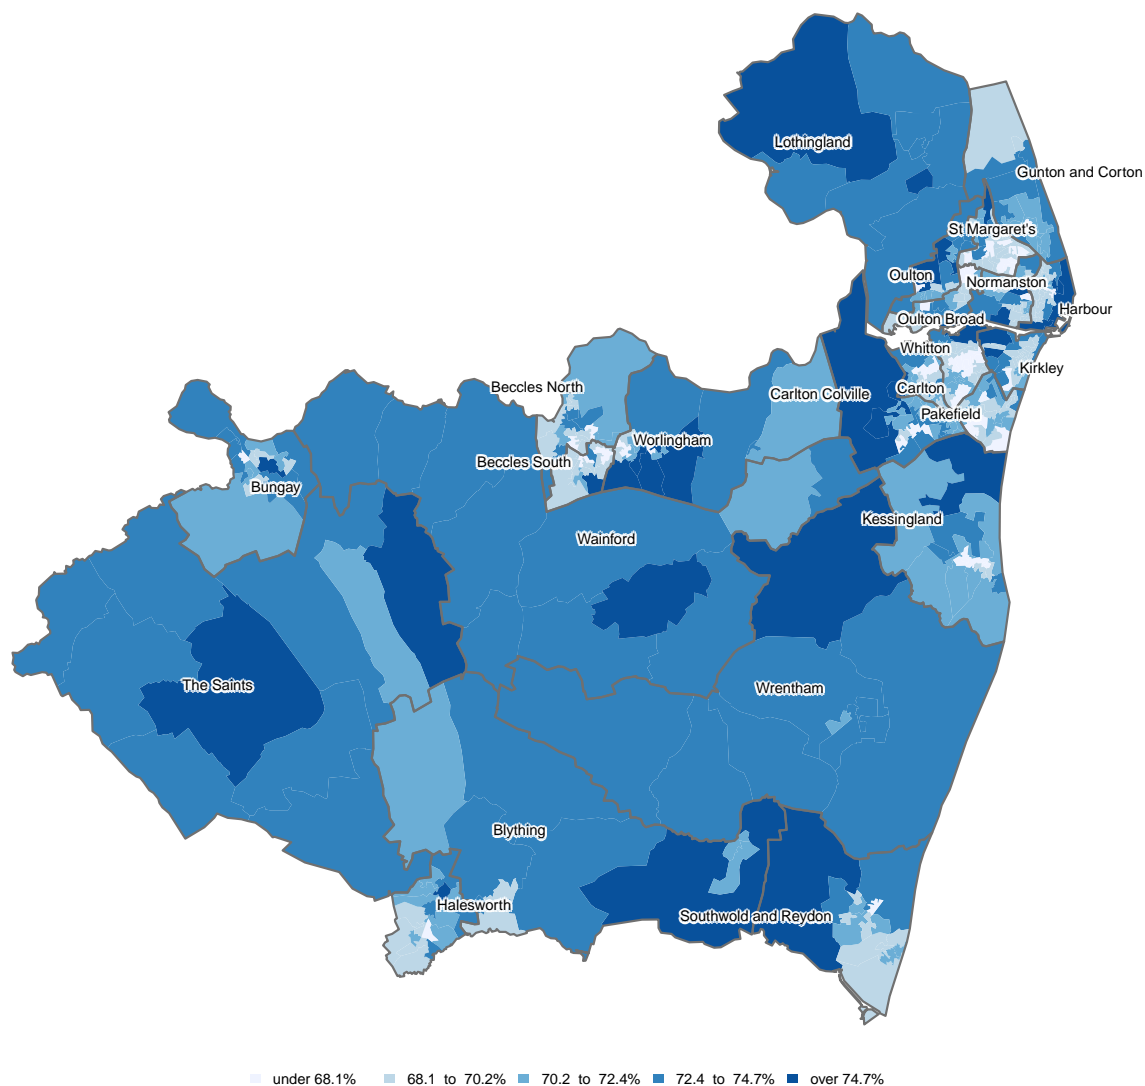 Lothingland
Gunton and Corton
St Margaret's
Oulton
Normanston
Harbour
Oulton Broad
Whitton
Kirkley
Beccles North
Carlton
Carlton Colville
Pakefield
Worlingham
Beccles South
Bungay
Kessingland
Wainford
The Saints
Wrentham
Blything
Halesworth
Southwold and Reydon
under 68.1% 68.1 to 70.2% 70.2 to 72.4% 72.4 to 74.7% over 74.7%